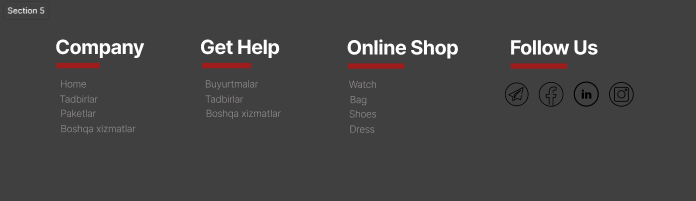 Section 5
Company
Home
Tadbirlar
Paketlar
Boshqa xizmatlar
Get Help
Buyurtmalar
Tadbirlar
Boshqa xizmatlar
Online Shop
Watch
Bag
Shoes
Dress
Follow Us
in